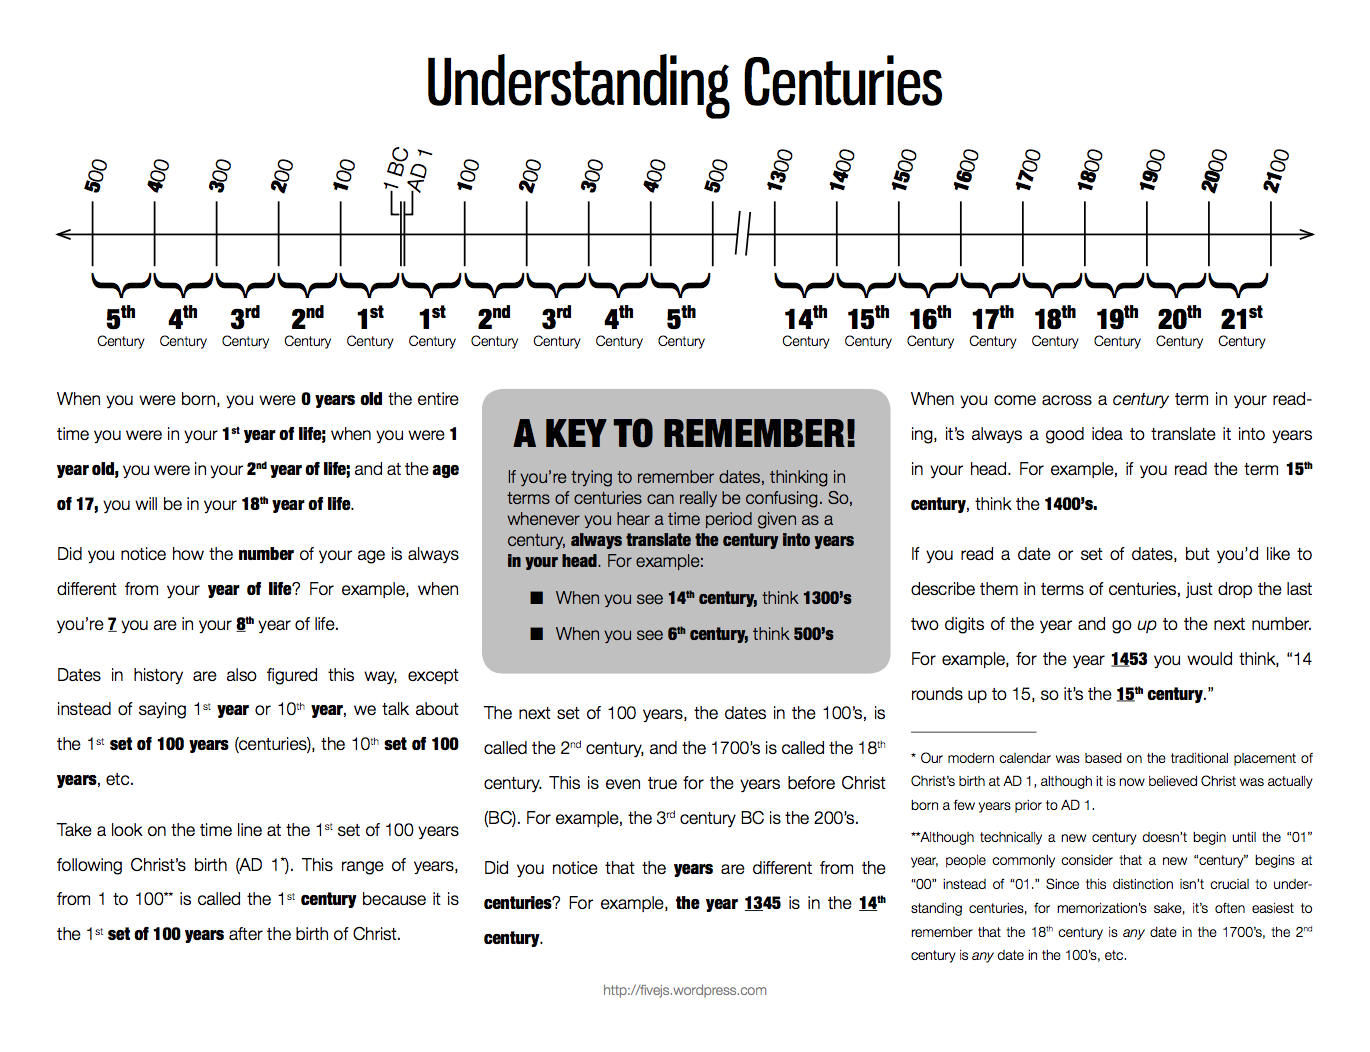 Understanding Centuries
500 400 300 200 100 1 BC AD 1 100 200 300 400 500 1300 1400 1500 1600 1700 1800 1900 2000 2100
5th 4th 3rd 2nd 1st 1st 2nd 3rd 4th 5th 14th 15th 16th 17th 18th 19th 20th 21st
Century Century Century Century Century Century Century Century Century Century Century Century Century Century Century Century Century Century
When you were born, you were 0 years old the entire
time you were in your 1st year of life; when you were 1
year old, you were in your 2nd year of life; and at the age
of 17, you will be in your 18th year of life.
Did you notice how the number of your age is always
different from your year of life? For example, when
you're 7 you are in your 8th year of life.
Dates in history are also figured this way, except
instead of saying 1st year or 10th year, we talk about
the 1st set of 100 years (centuries), the 10th set of 100
years, etc.
Take a look on the time line at the 1st set of 100 years
following Christ's birth (AD 1*). This range of years,
from 1 to 100** is called the 1st century because it is
the 1st set of 100 years after the birth of Christ.
A KEY TO REMEMBER!
If you're trying to remember dates, thinking in
terms of centuries can really be confusing. So,
whenever you hear a time period given as a
century, always translate the century into years
in your head. For example:
■ When you see 14th century, think 1300's
■ When you see 6th century, think 500's
The next set of 100 years, the dates in the 100's, is
called the 2nd century, and the 1700's is called the 18th
century. This is even true for the years before Christ
(BC). For example, the 3rd century BC is the 200's.
Did you notice that the years are different from the
centuries? For example, the year 1345 is in the 14th
century.
When you come across a century term in your read-
ing, it's always a good idea to translate it into years
in your head. For example, if you read the term 15th
century, think the 1400's.
If you read a date or set of dates, but you'd like to
describe them in terms of centuries, just drop the last
two digits of the year and go up to the next number.
For example, for the year 1453 you would think, "14
rounds up to 15, so it's the 15th century."
* Our modern calendar was based on the traditional placement of
Christ's birth at AD 1, although it is now believed Christ was actually
born a few years prior to AD 1.
**Although technically a new century doesn't begin until the "01"
year, people commonly consider that a new "century" begins at
"00" instead of "01." Since this distinction isn't crucial to under-
standing centuries, for memorization's sake, it's often easiest to
remember that the 18th century is any date in the 1700's, the 2nd
century is any date in the 100's, etc.
http://fivejs.wordpress.com